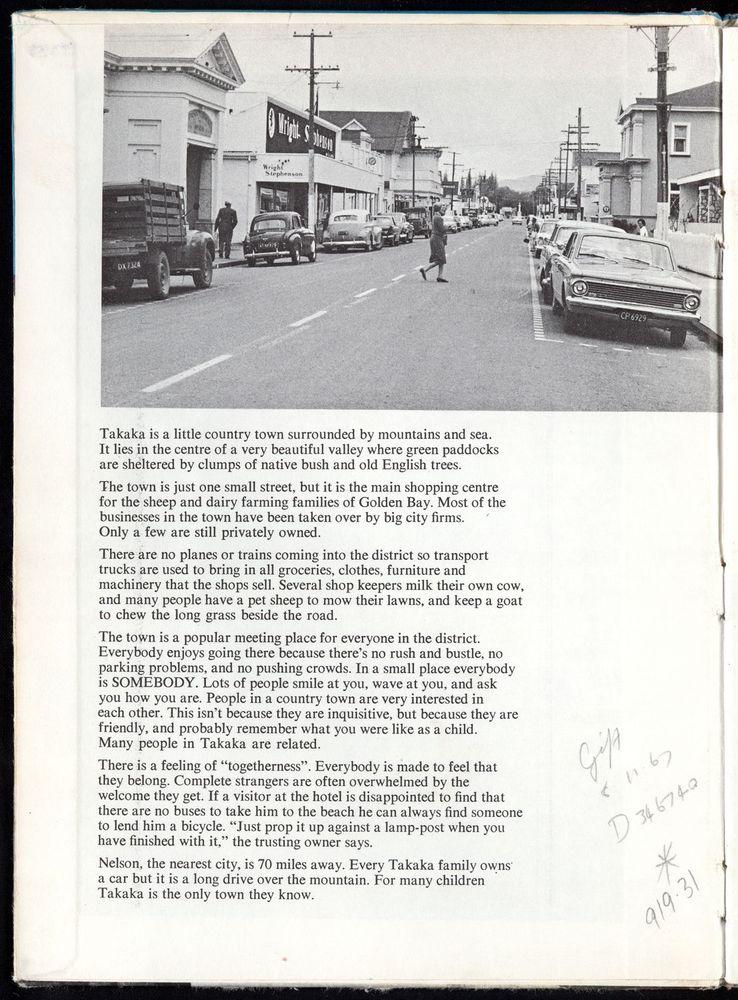 Wright Stephenson
Wright
Stephenson
DX 7324
CP 6929
Takaka is a little country town surrounded by mountains and sea.
It lies in the centre of a very beautiful valley where green paddocks
are sheltered by clumps of native bush and old English trees.
The town is just one small street, but it is the main shopping centre
for the sheep and dairy farming families of Golden Bay. Most of the
businesses in the town have been taken over by big city firms.
Only a few are still privately owned.
There are no planes or trains coming into the district so transport
trucks are used to bring in all groceries, clothes, furniture and
machinery that the shops sell. Several shop keepers milk their own cow,
and many people have a pet sheep to mow their lawns, and keep a goat
to chew the long grass beside the road.
The town is a popular meeting place for everyone in the district.
Everybody enjoys going there because there's no rush and bustle, no
parking problems, and no pushing crowds. In a small place everybody
is SOMEBODY. Lots of people smile at you, wave at you, and ask
you how you are. People in a country town are very interested in
each other. This isn't because they are inquisitive, but because they are
friendly, and probably remember what you were like as a child.
Many people in Takaka are related.
There is a feeling of “togetherness”. Everybody is made to feel that
they belong. Complete strangers are often overwhelmed by the
welcome they get. If a visitor at the hotel is disappointed to find that
there are no buses to take him to the beach he can always find someone
to lend him a bicycle. “Just prop it up against a lamp-post when you
have finished with it,” the trusting owner says.
Nelson, the nearest city, is 70 miles away. Every Takaka family owns
a car but it is a long drive over the mountain. For many children
Takaka is the only town they know.
Gift
11.67
D 346740
*
919.31